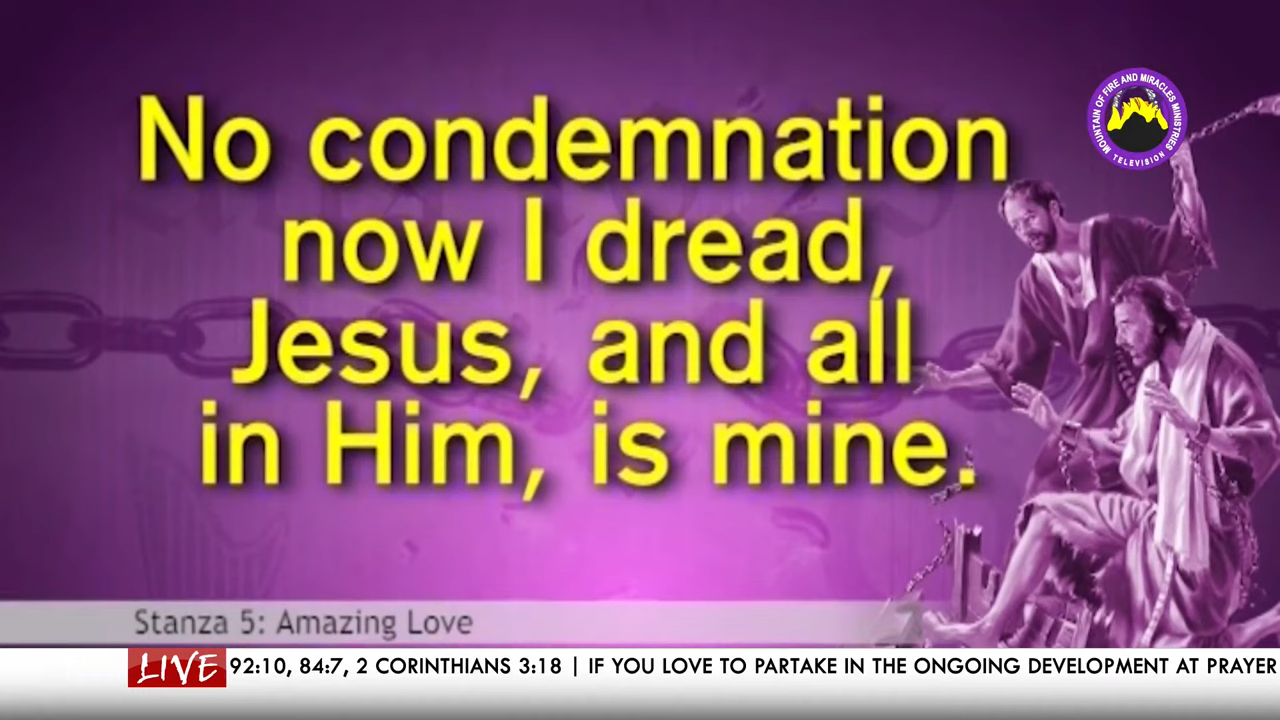 No condemnation
now I dread,
Jesus, and all
in Him, is mine.
MOUNTAIN OF FIRE AND MIRACLES MINISTRIES
TELEVISION
Stanza 5: Amazing Love
LIVE 92:10, 84:7, 2 CORINTHIANS 3:18 | IF YOU LOVE TO PARTAKE IN THE ONGOING DEVELOPMENT AT PRAYER